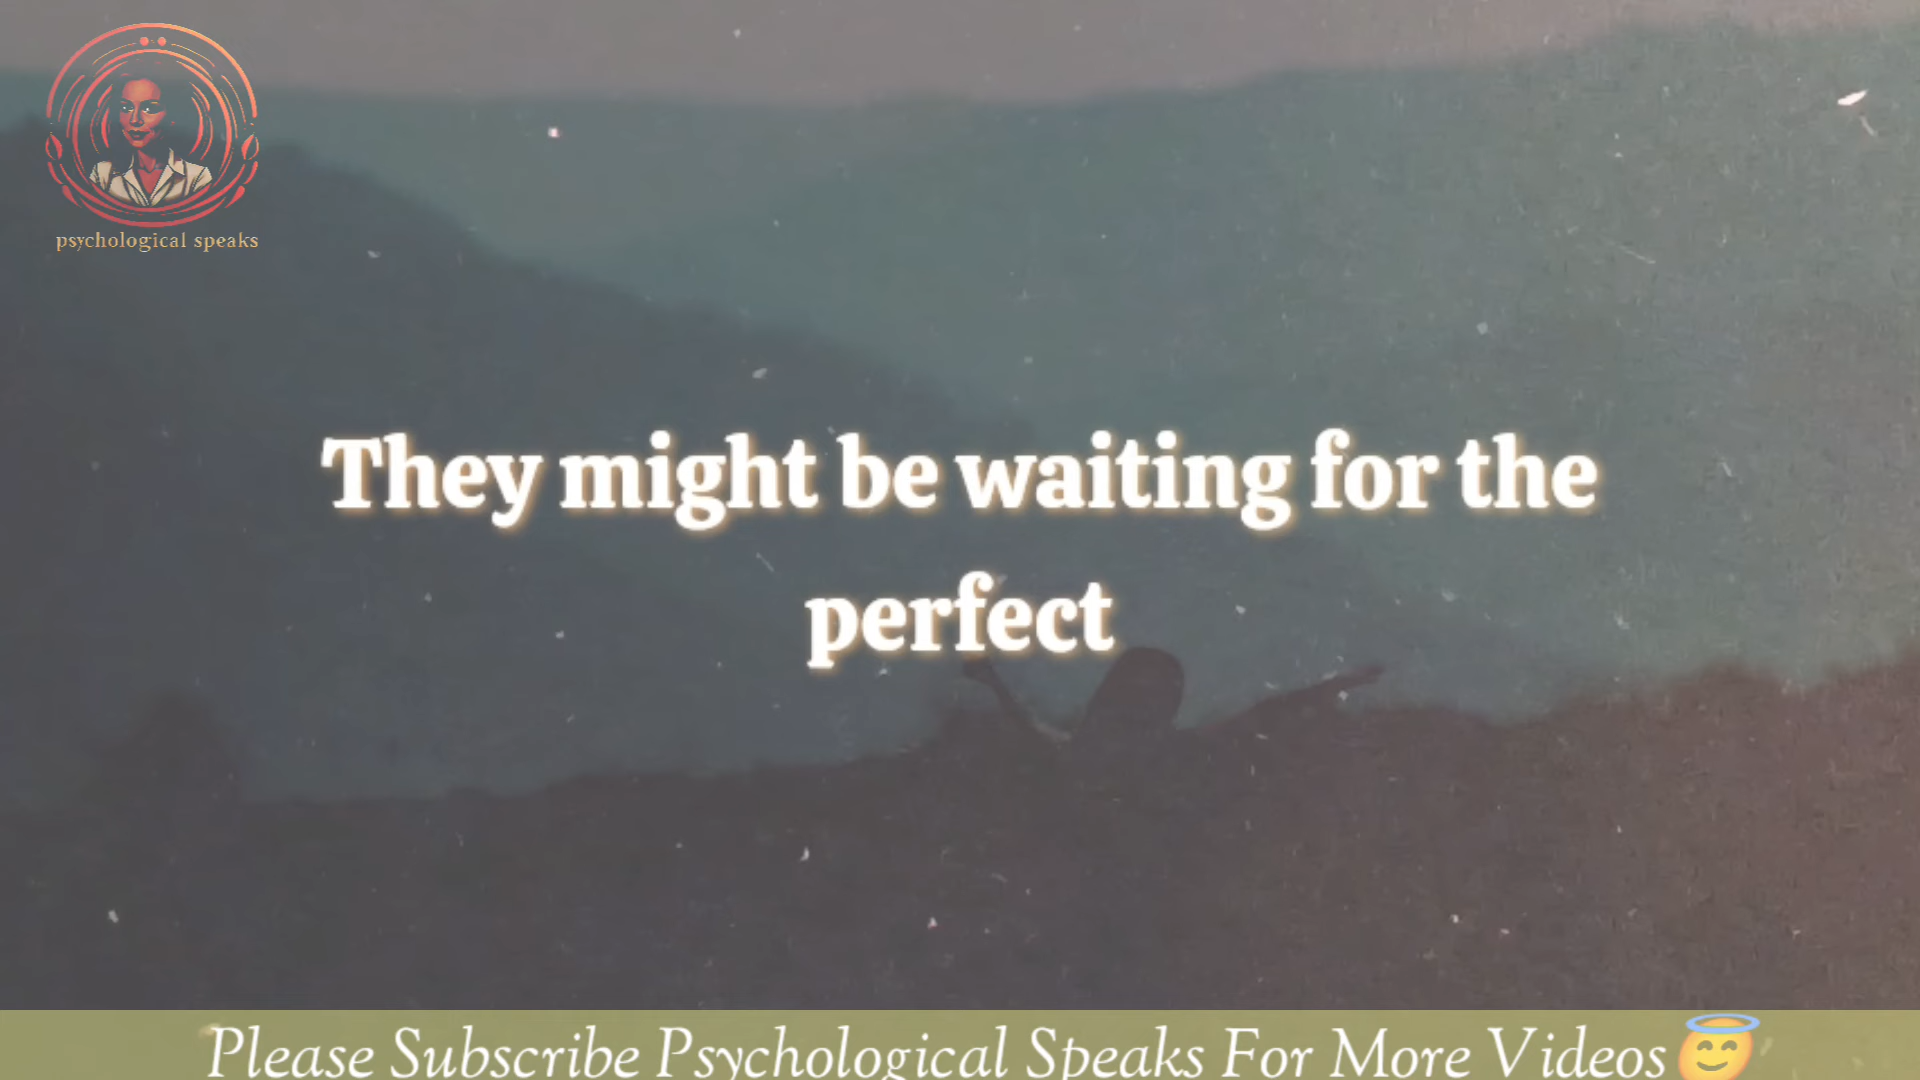 psychological speaks
They might be waiting for the
perfect
Please Subscribe Psychological Speaks For More Videos